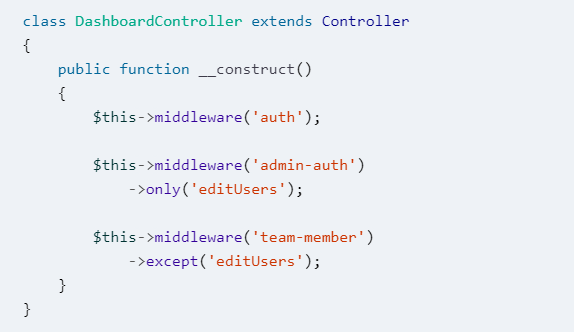 class DashboardController extends Controller
{
    public function __construct()
    {
        $this->middleware('auth');

        $this->middleware('admin-auth')
            ->only('editUsers');

        $this->middleware('team-member')
            ->except('editUsers');
    }
}